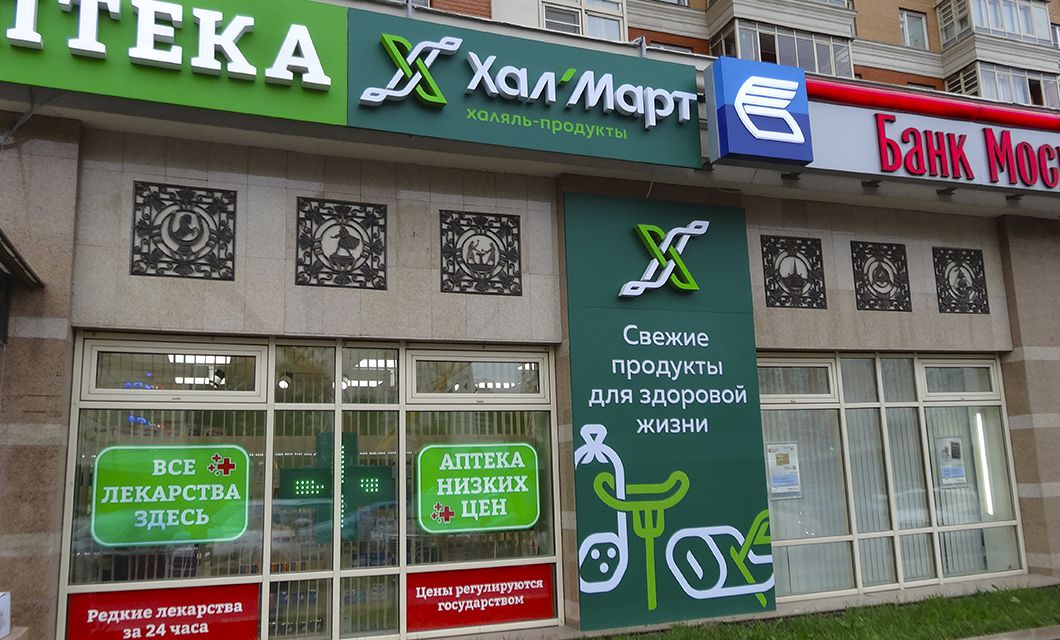 ПТЕКА
Хал'Март
халяль-продукты
Банк Мос
Свежие
продукты
для здоровой
жизни
ВСЕ
ЛЕКАРСТВА
ЗДЕСЬ
АПТЕКА
НИЗКИХ
ЦЕН
Редкие лекарства
за 24 часа
Цены регулируются
государством